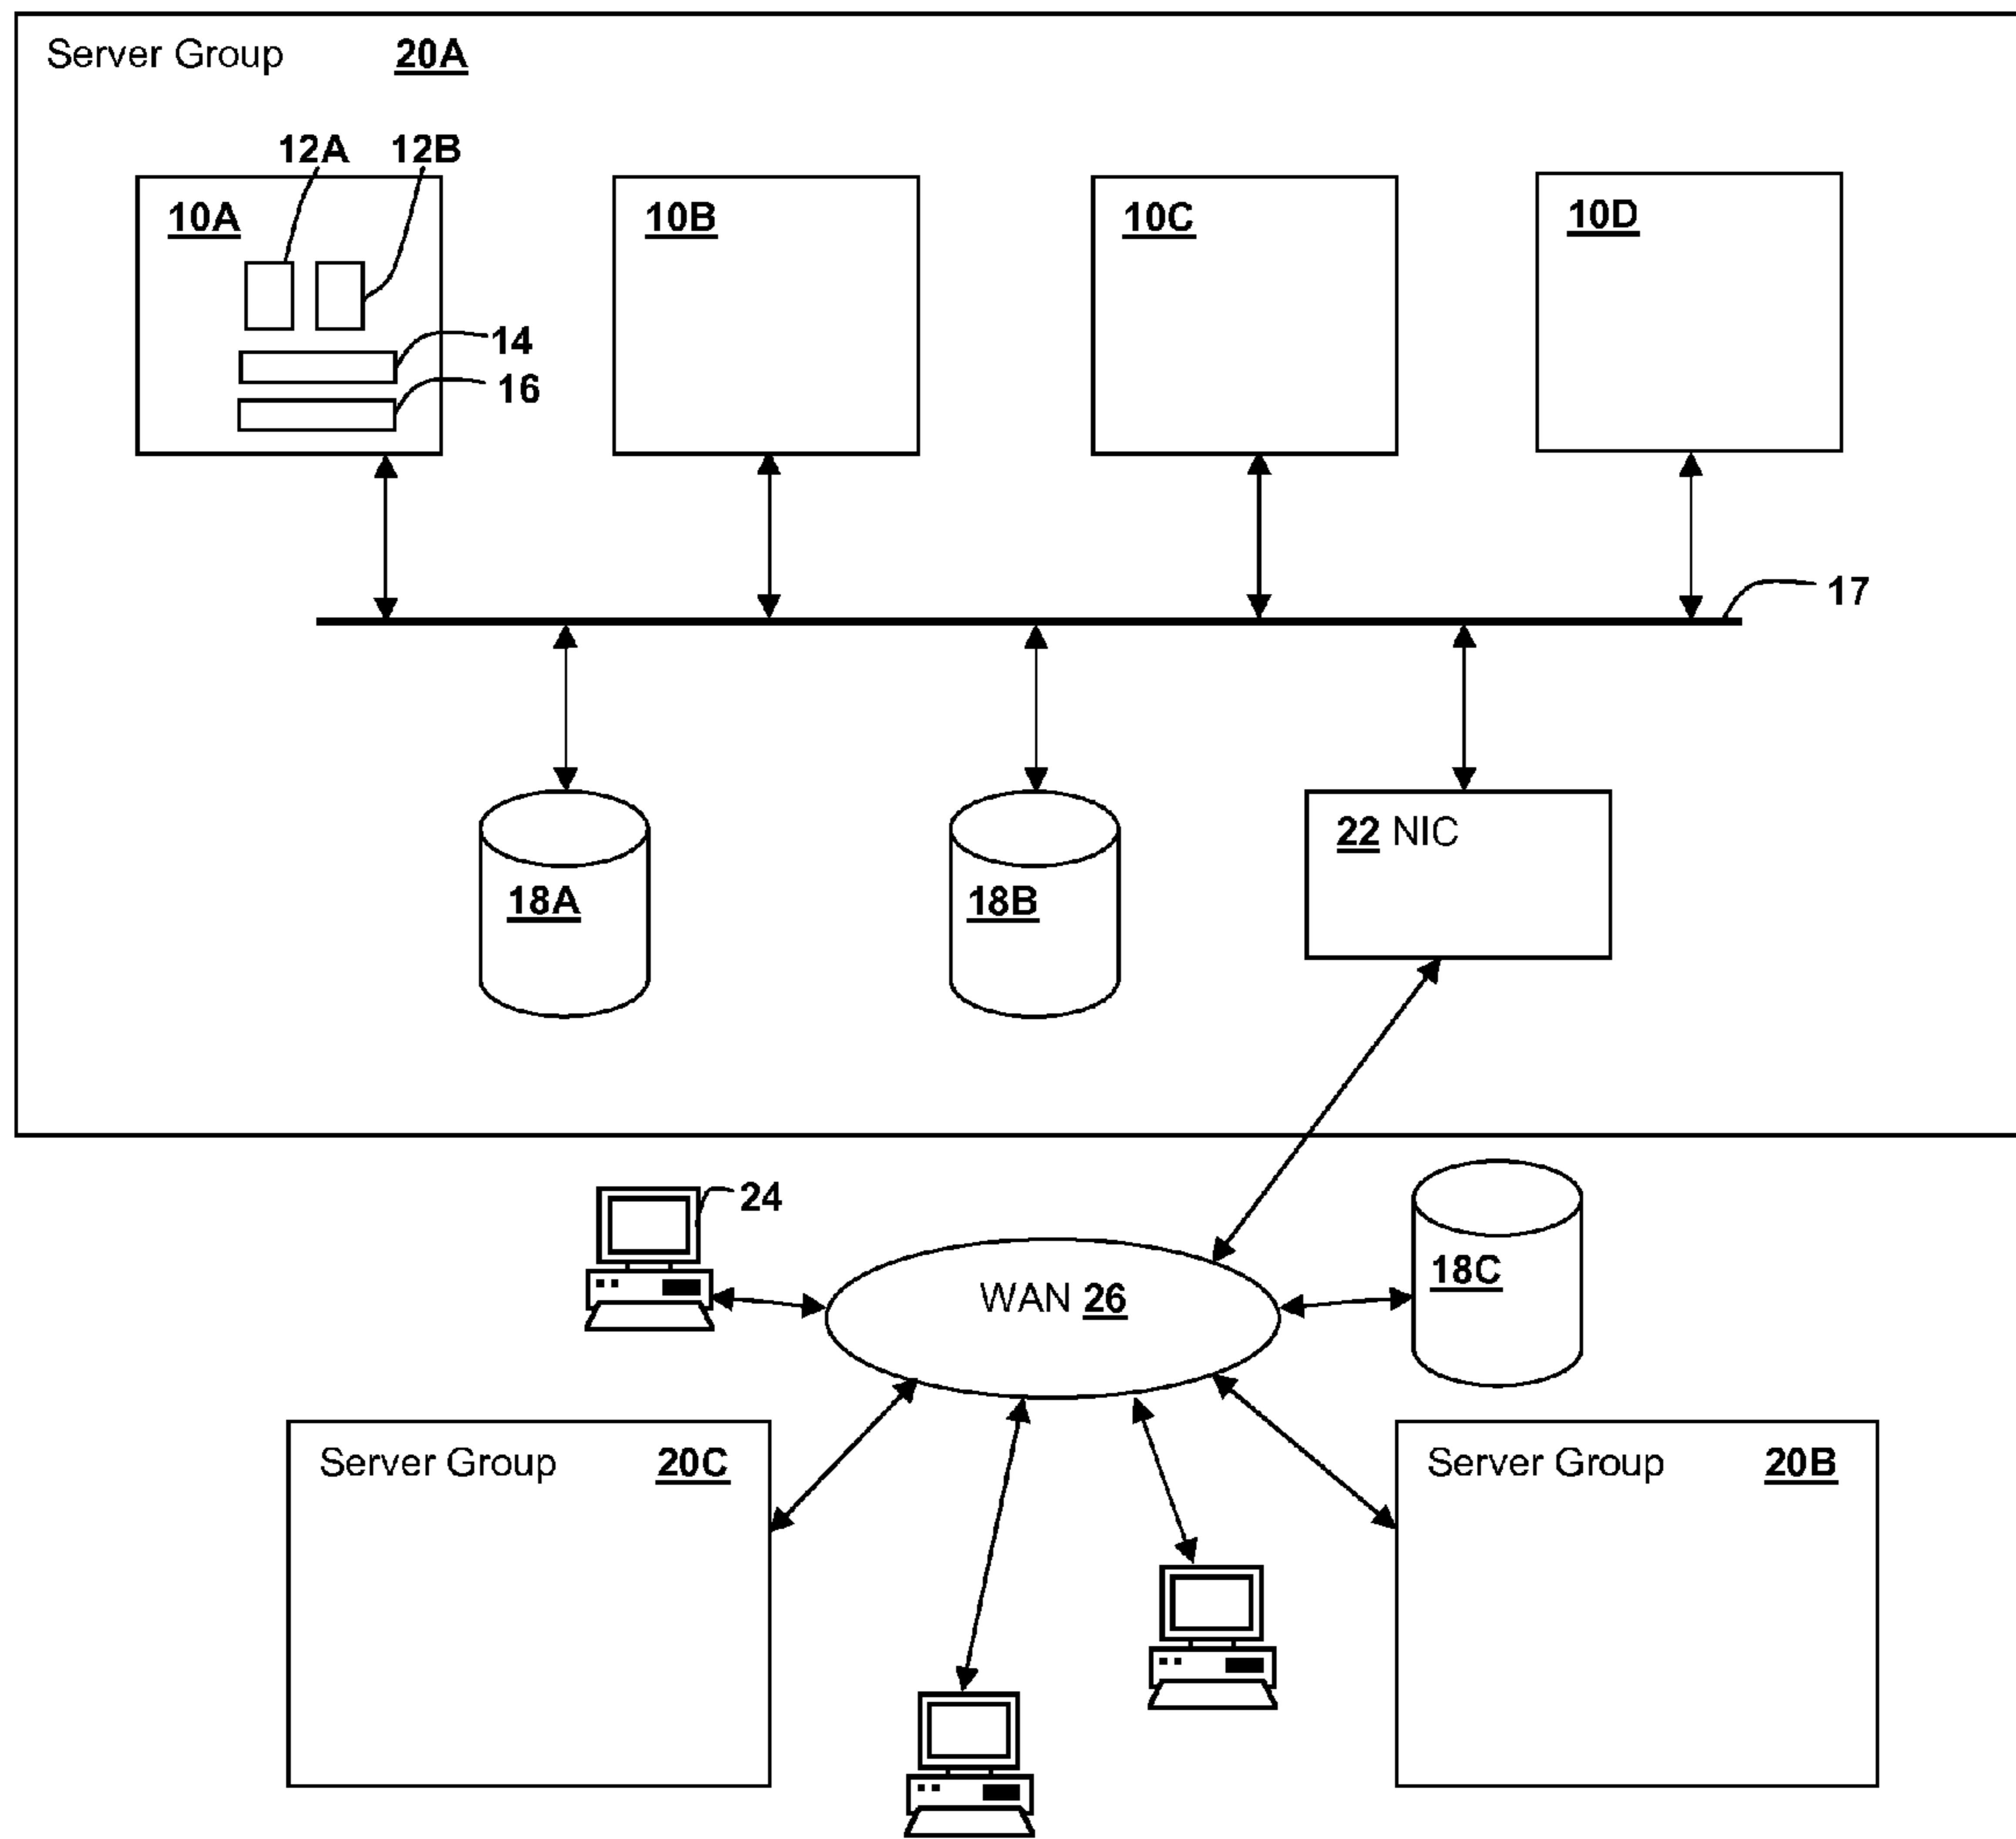 Server Group 20A
12A 12B
10A 10B 10C 10D
14
16
17
18A 18B 22 NIC
24
WAN 26 18C
Server Group 20C Server Group 20B